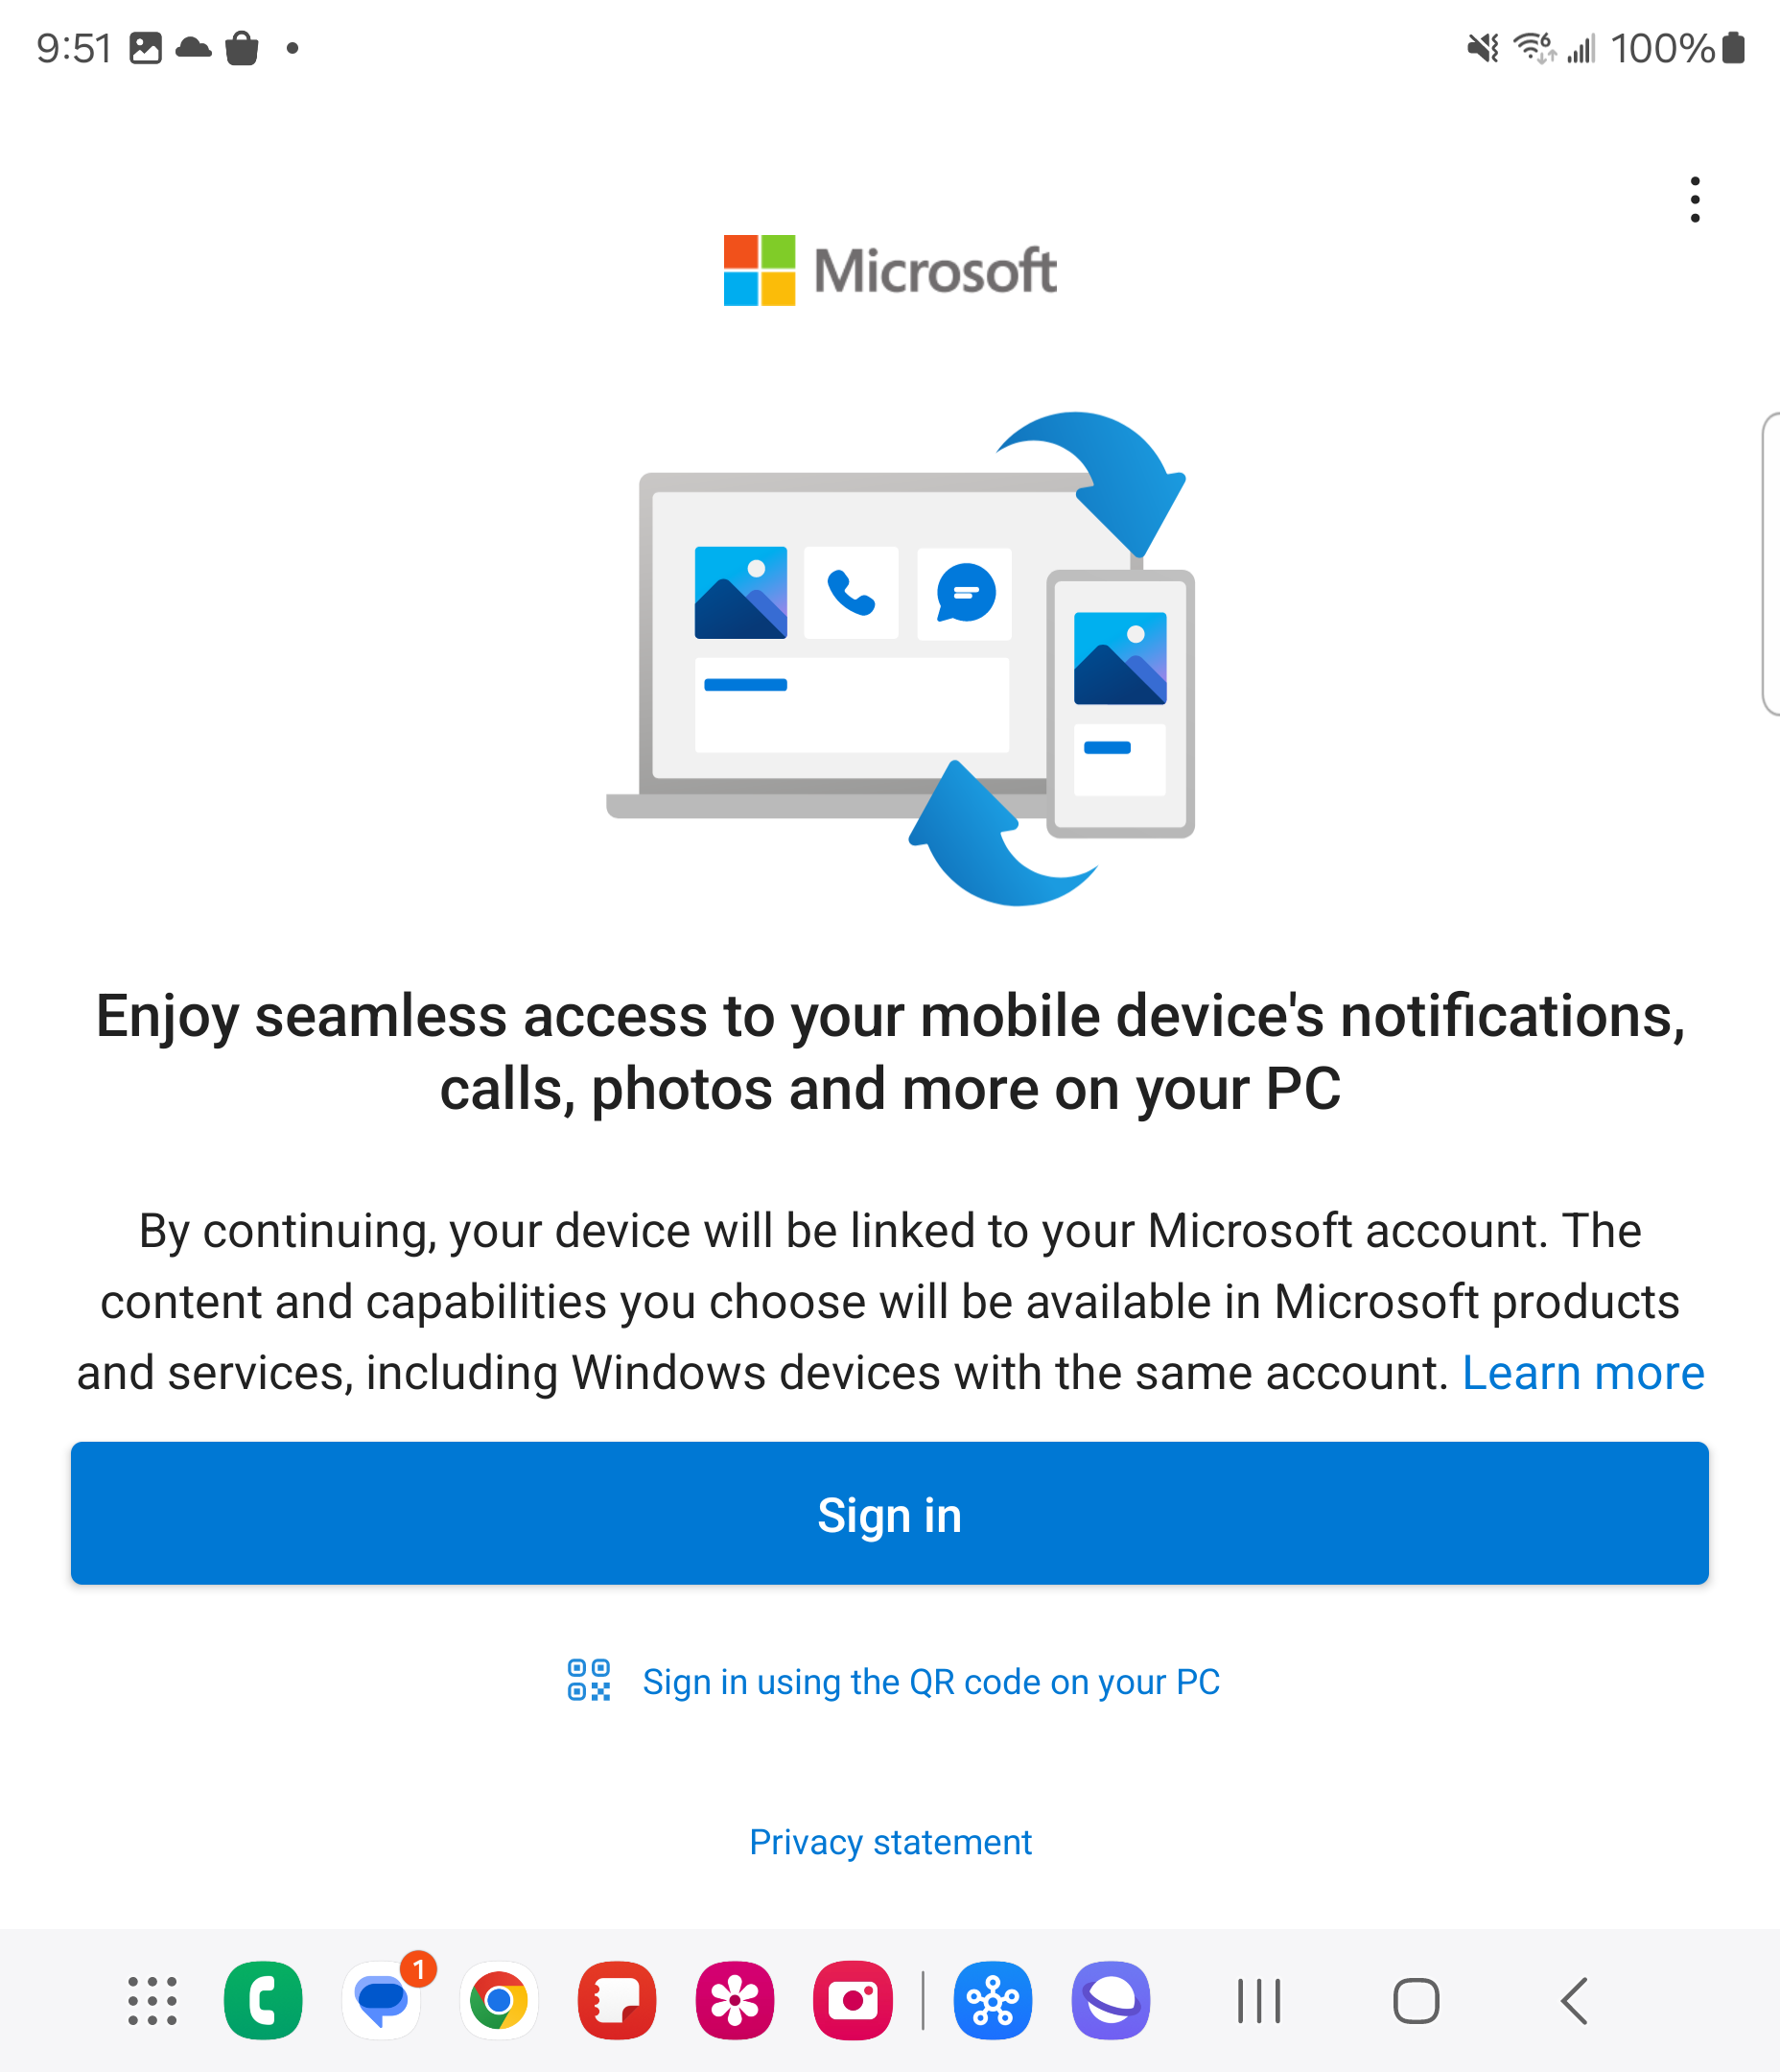 9:51
100%
Microsoft
Enjoy seamless access to your mobile device's notifications,
calls, photos and more on your PC
By continuing, your device will be linked to your Microsoft account. The
content and capabilities you choose will be available in Microsoft products
and services, including Windows devices with the same account. Learn more
Sign in
Sign in using the QR code on your PC
Privacy statement
1